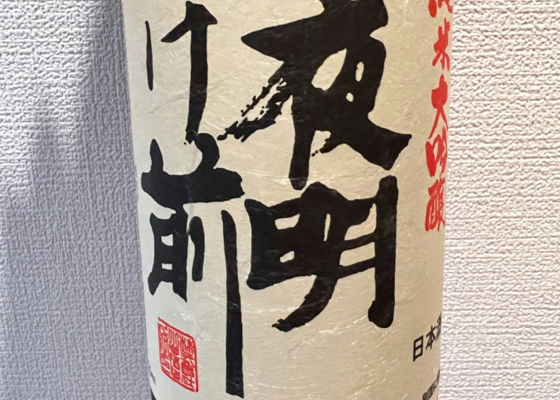 純米大吟醸
夜明
け前
日本酒